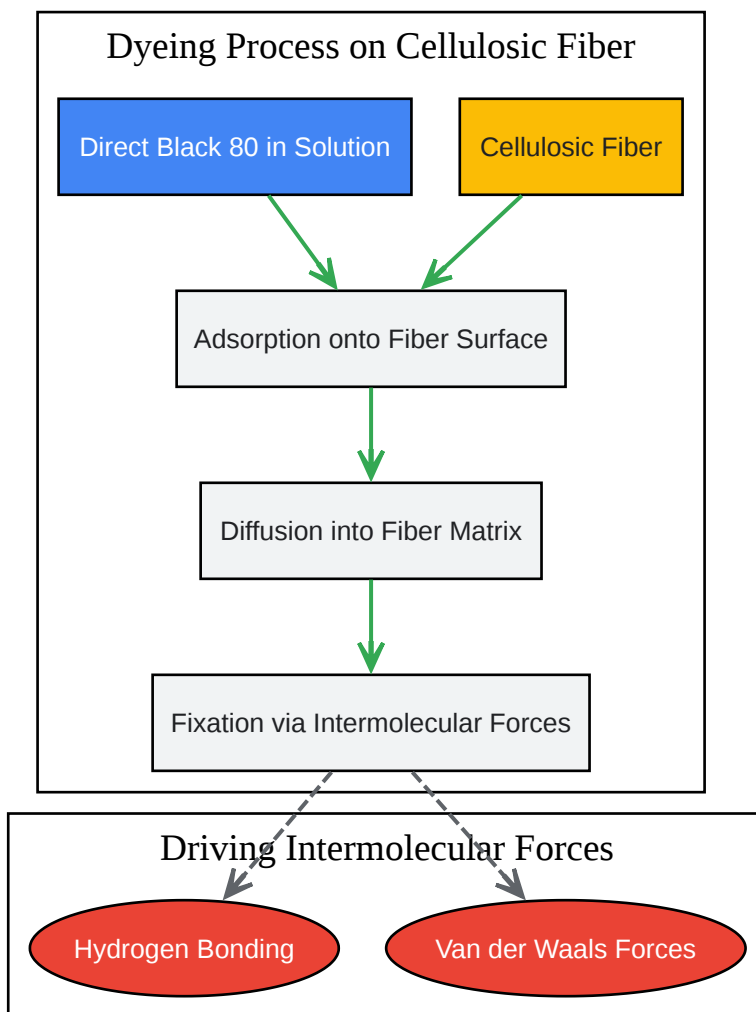 Dyeing Process on Cellulosic Fiber
Direct Black 80 in Solution
Cellulosic Fiber
Adsorption onto Fiber Surface
Diffusion into Fiber Matrix
Fixation via Intermolecular Forces
Driving Intermolecular Forces
Hydrogen Bonding
Van der Waals Forces